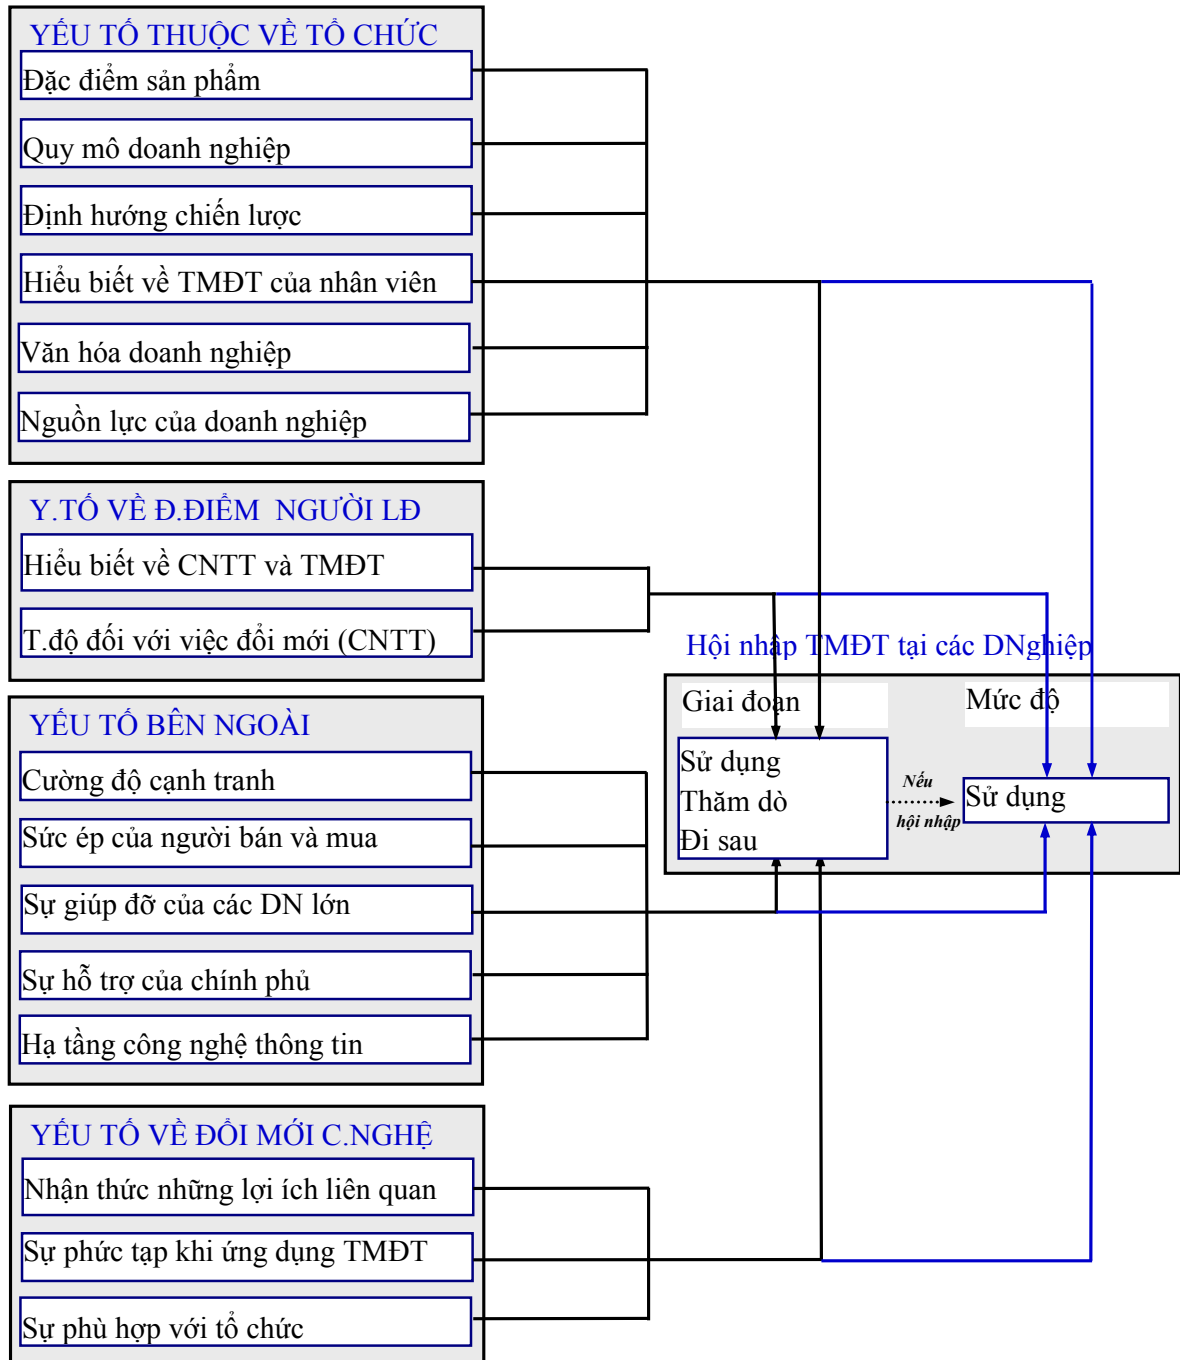 YẾU TỐ THUỘC VỀ TỔ CHỨC
Đặc điểm sản phẩm
Quy mô doanh nghiệp
Định hướng chiến lược
Hiểu biết về TMĐT của nhân viên
Văn hóa doanh nghiệp
Nguồn lực của doanh nghiệp
Y.TỐ VỀ Đ.ĐIỂM NGƯỜI LĐ
Hiểu biết về CNTT và TMĐT
T.độ đối với việc đổi mới (CNTT)
YẾU TỐ BÊN NGOÀI
Cường độ cạnh tranh
Sức ép của người bán và mua
Sự giúp đỡ của các DN lớn
Sự hỗ trợ của chính phủ
Hạ tầng công nghệ thông tin
YẾU TỐ VỀ ĐỔI MỚI C.NGHỆ
Nhận thức những lợi ích liên quan
Sự phức tạp khi ứng dụng TMĐT
Sự phù hợp với tổ chức
Hội nhập TMĐT tại các DNghiệp
Giai đoạn
Sử dụng
Thăm dò
Đi sau
Nếu
hội nhập
Mức độ
Sử dụng